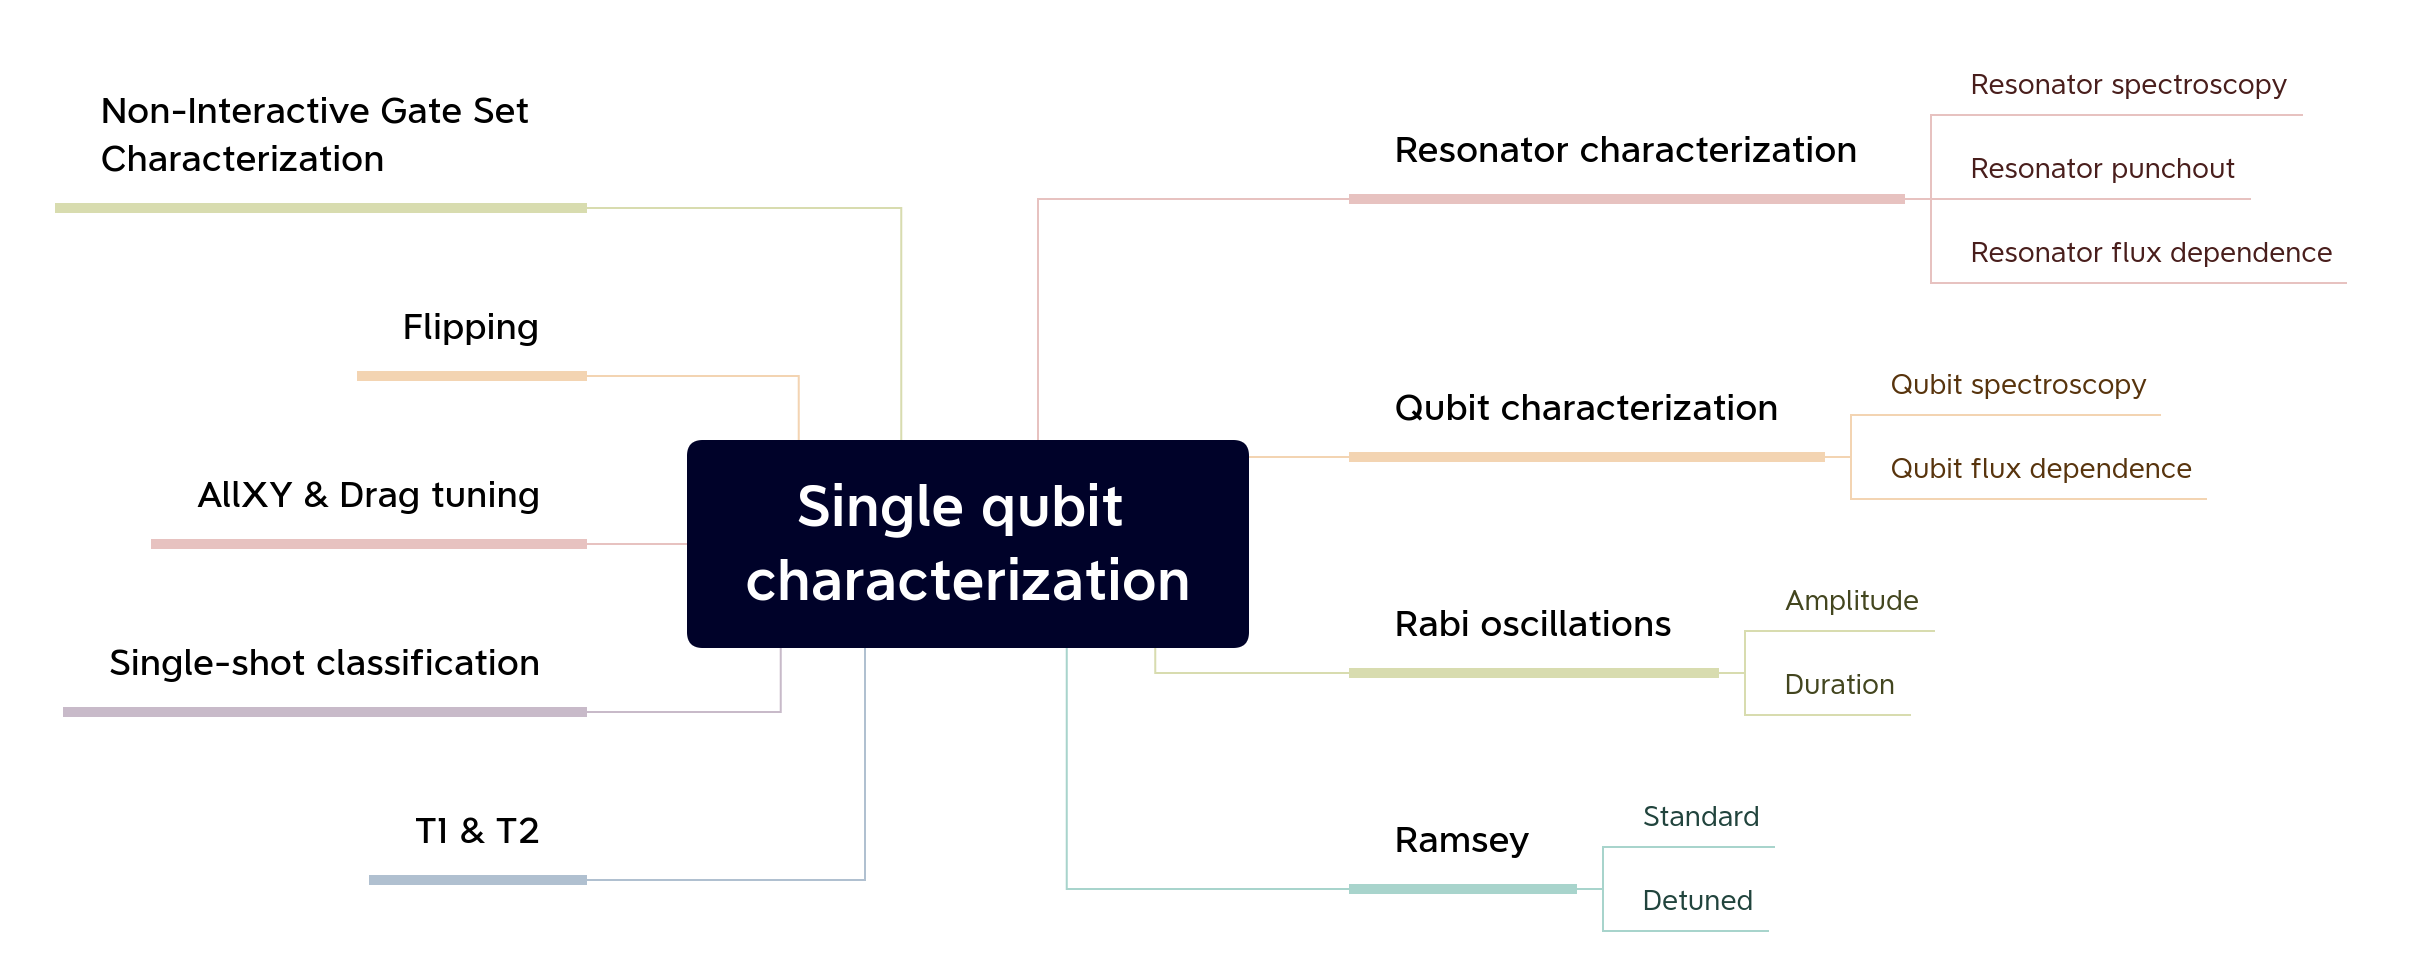 Non-Interactive Gate Set
Characterization
Flipping
AllXY & Drag tuning
Single-shot classification
T1 & T2
Single qubit
characterization
Resonator characterization
Resonator spectroscopy
Resonator punchout
Resonator flux dependence
Qubit characterization
Qubit spectroscopy
Qubit flux dependence
Rabi oscillations
Amplitude
Duration
Ramsey
Standard
Detuned